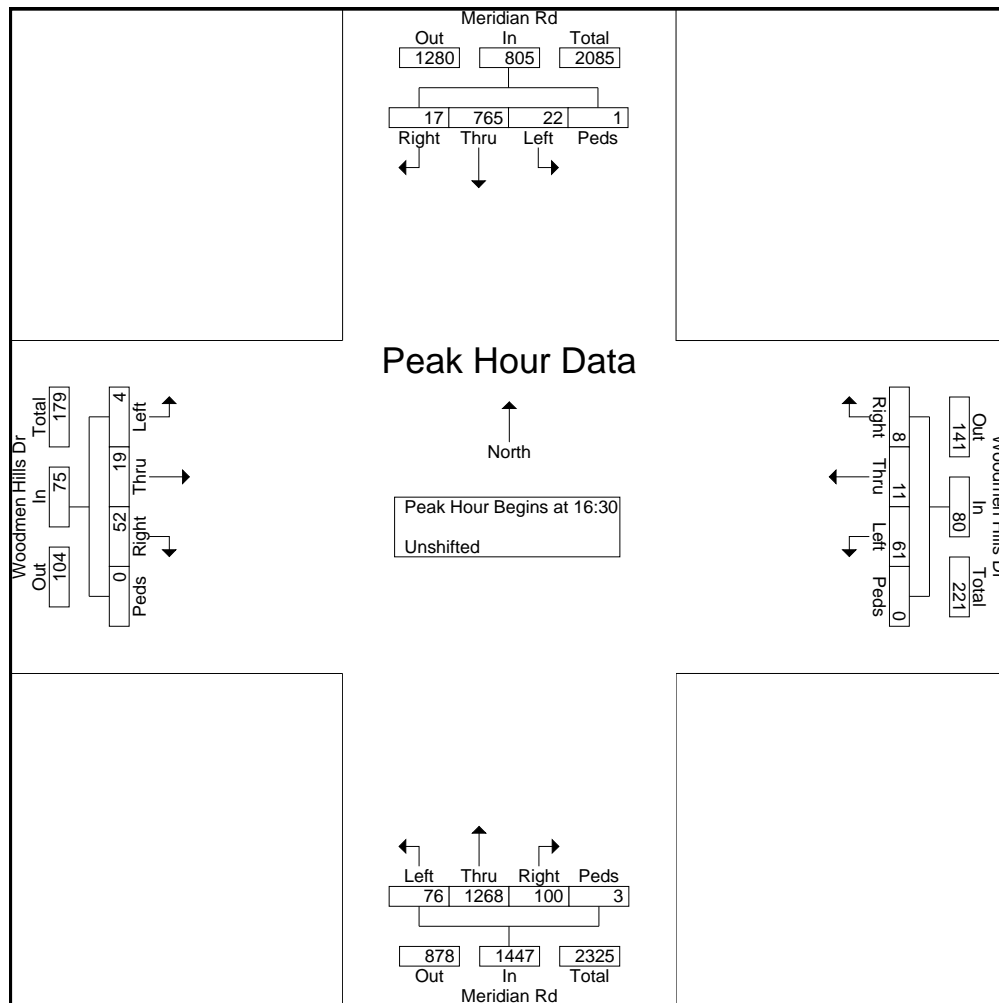 Meridian Rd
Out In Total
1280 805 2085
17 765 22 1
Right Thru Left Peds
Peak Hour Data
North
Peak Hour Begins at 16:30
Unshifted
Woodmen Hills Dr
Total In Out
179 75 104
4 19 52 0
Left Thru Right Peds
Right Thru Left Peds
8 11 61 0
Out In Total
141 80 221
Woodmen Hills Dr
Left Thru Right Peds
76 1268 100 3
878 1447 2325
Out In Total
Meridian Rd